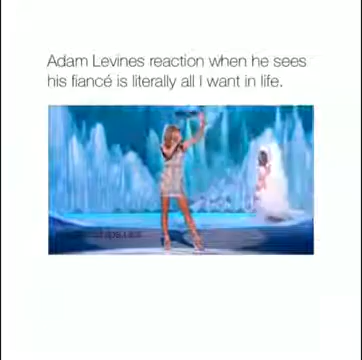 Adam Levines reaction when he sees
his fiancé is literally all I want in life.